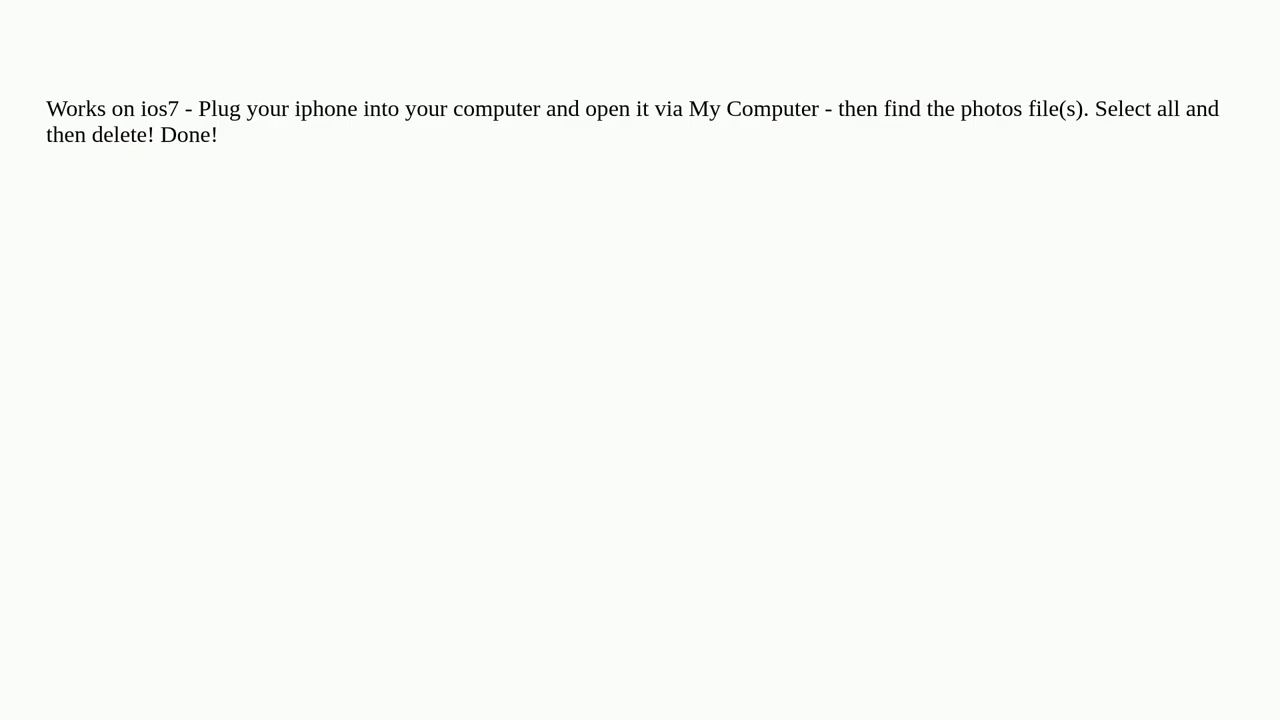 Works on ios7 - Plug your iphone into your computer and open it via My Computer - then find the photos file(s). Select all and
then delete! Done!